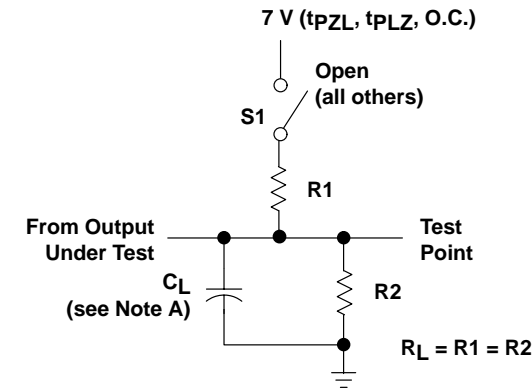 7 V (tPZL, tPLZ, O.C.)
Open
(all others)
S1
R1
From Output
Under Test
Test
Point
CL
(see Note A)
R2
RL = R1 = R2